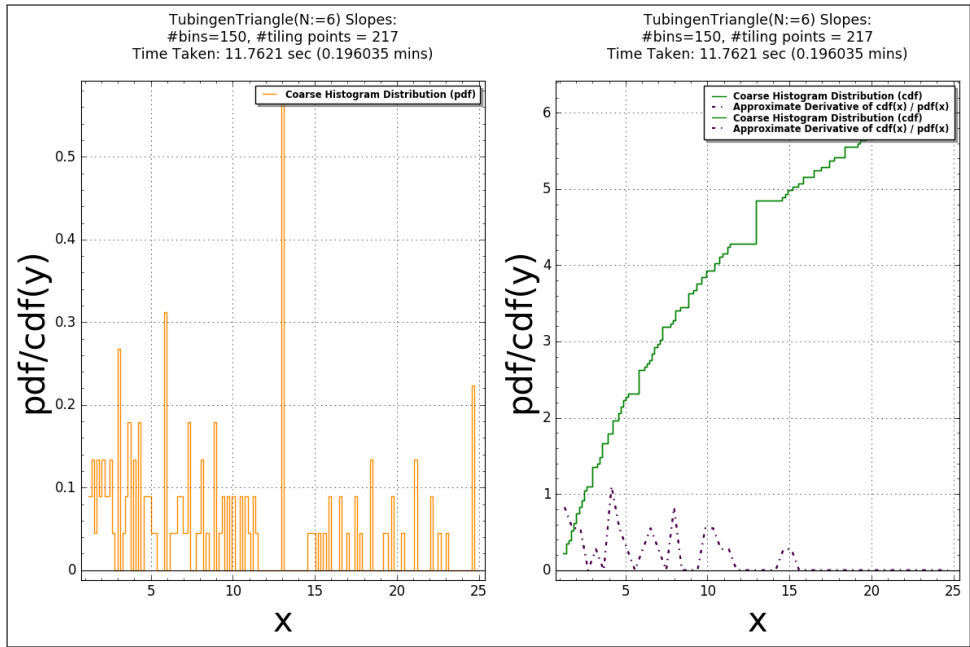 TubingenTriangle(N:=6) Slopes:
#bins=150, #tiling points = 217
Time Taken: 11.7621 sec (0.196035 mins)
Coarse Histogram Distribution (pdf)
0.5
0.4
0.3
0.2
0.1
0
5
10
15
20
25
pdf/cdf(y)
x
TubingenTriangle(N:=6) Slopes:
#bins=150, #tiling points = 217
Time Taken: 11.7621 sec (0.196035 mins)
Coarse Histogram Distribution (cdf)
Approximate Derivative of cdf(x) / pdf(x)
Coarse Histogram Distribution (cdf)
Approximate Derivative of cdf(x) / pdf(x)
6
5
4
3
2
1
0
5
10
15
20
25
pdf/cdf(y)
x